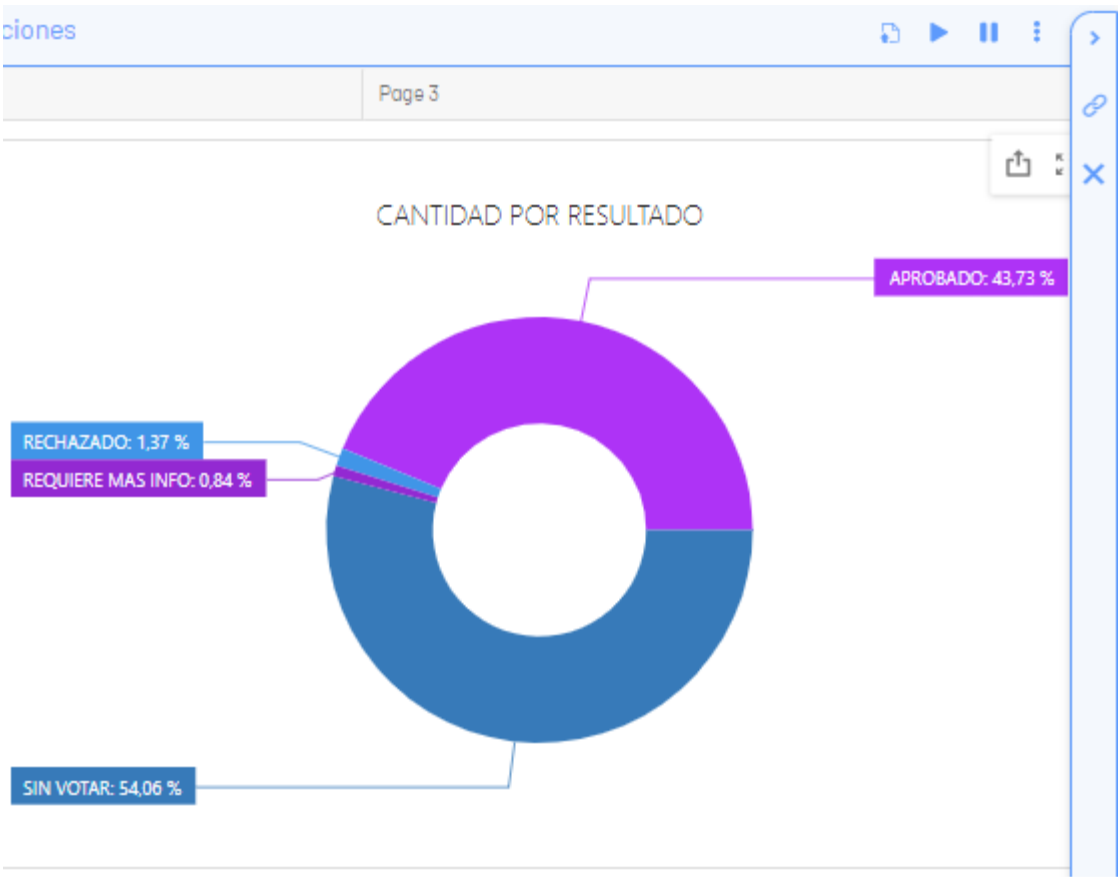 ciones
Page 3
CANTIDAD POR RESULTADO
APROBADO: 43,73 %
RECHAZADO: 1,37 %
REQUIERE MAS INFO: 0,84 %
SIN VOTAR: 54,06 %